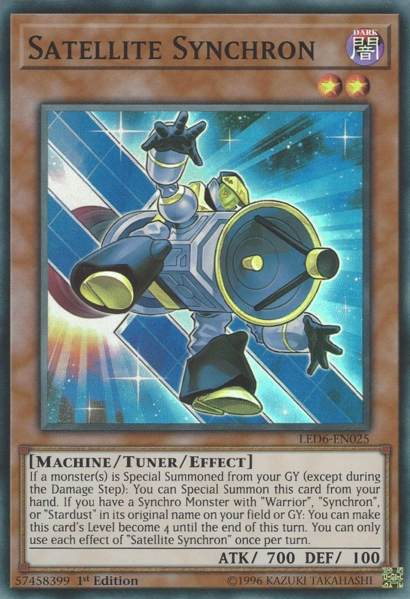 SATELLITE SYNCHRON
DARK
闇
LED6-EN025
[MACHINE/TUNER/EFFECT]
If a monster(s) is Special Summoned from your GY (except during
the Damage Step): You can Special Summon this card from your
hand. If you have a Synchro Monster with "Warrior", "Synchron",
or "Stardust" in its original name on your field or GY: You can make
this card's Level become 4 until the end of this turn. You can only
use each effect of "Satellite Synchron" once per turn.
ATK/ 700 DEF/ 100
57458399 1st Edition ©1996 KAZUKI TAKAHASHI